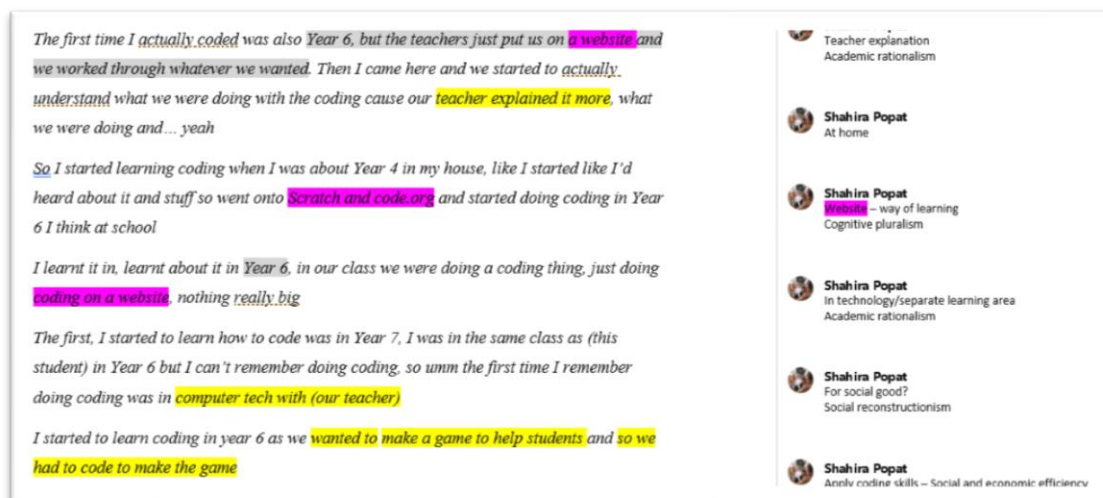 The first time I actually coded was also Year 6, but the teachers just put us on a website and
we worked through whatever we wanted. Then I came here and we started to actually
understand what we were doing with the coding cause our teacher explained it more, what
we were doing and… yeah
So I started learning coding when I was about Year 4 in my house, like I started like I'd
heard about it and stuff so went onto Scratch and code.org and started doing coding in Year
6 I think at school
I learnt it in, learnt about it in Year 6, in our class we were doing a coding thing, just doing
coding on a website, nothing really big
The first, I started to learn how to code was in Year 7, I was in the same class as (this
student) in Year 6 but I can't remember doing coding, so umm the first time I remember
doing coding was in computer tech with (our teacher)
I started to learn coding in year 6 as we wanted to make a game to help students and so we
had to code to make the game
Teacher explanation
Academic rationalism
Shahira Popat
At home
Shahira Popat
Website – way of learning
Cognitive pluralism
Shahira Popat
In technology/separate learning area
Academic rationalism
Shahira Popat
For social good?
Social reconstructionism
Shahira Popat
Apply coding skills – Social and economic efficiency